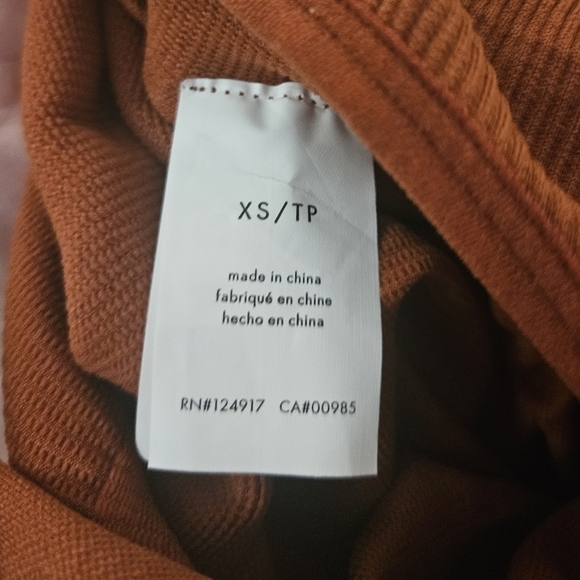 XS/TP
made in china
fabriqué en chine
hecho en china
RN#124917 CA#00985